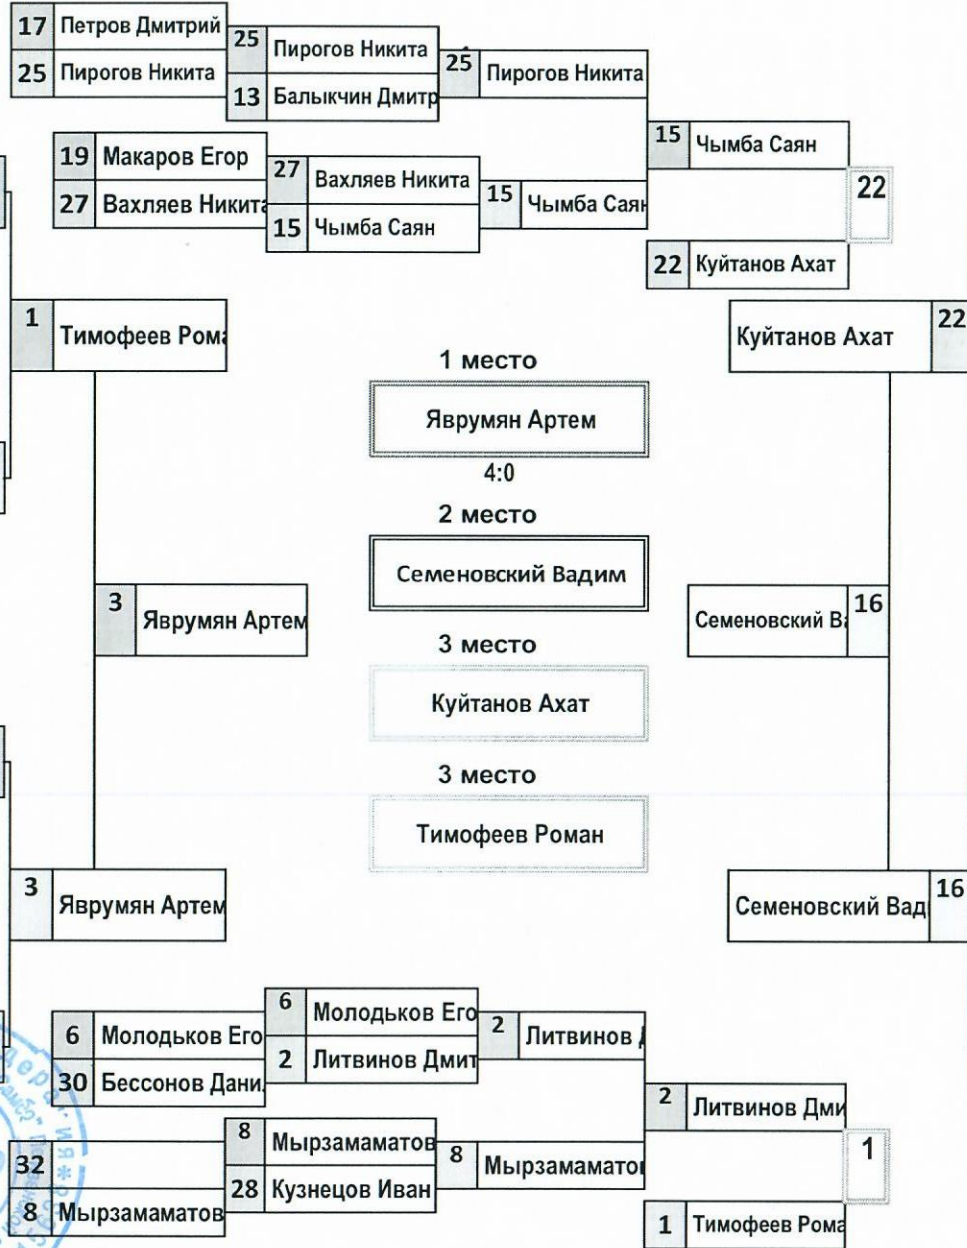 17 Петров Дмитрий
25 Пирогов Никита
25 Пирогов Никита
13 Балыкчин Дмитр
25 Пирогов Никита
19 Макаров Егор
27 Вахляев Никита
27 Вахляев Никита
15 Чымба Саян
15 Чымба Саян
15 Чымба Саян
22 Куйтанов Ахат
22
1 Тимофеев Рома
Куйтанов Ахат 22
1 место
Яврумян Артем
4:0
2 место
Семеновский Вадим
3 Яврумян Артем
Семеновский Ва 16
3 место
Куйтанов Ахат
3 место
Тимофеев Роман
3 Яврумян Артем
Семеновский Вад 16
6 Молодьков Его
30 Бессонов Дани
6 Молодьков Его
2 Литвинов Дмит
2 Литвинов Д
32
8 Мырзамаматов
8 Мырзамаматов
28 Кузнецов Иван
8 Мырзамаматов
2 Литвинов Дми
1 Тимофеев Рома
1